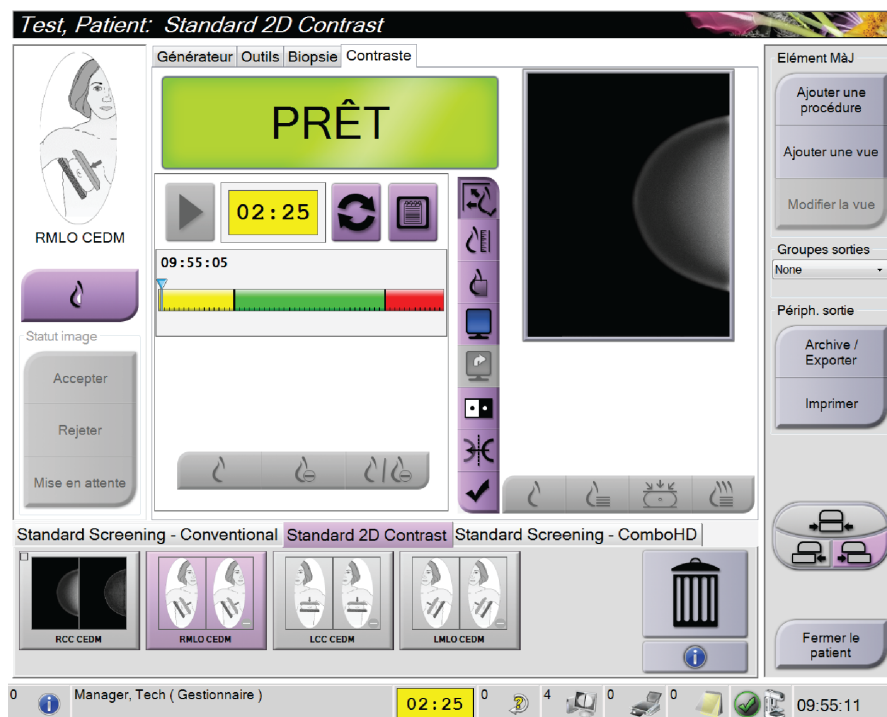 Test, Patient: Standard 2D Contrast
Générateur Outils Biopsie Contraste
PRÊT
02:25
09:55:05
RMLO CEDM
Statut image
Accepter
Rejeter
Mise en attente
Elément MàJ
Ajouter une
procédure
Ajouter une vue
Modifier la vue
Groupes sorties
None
Périph. sortie
Archive /
Exporter
Imprimer
Standard Screening - Conventional Standard 2D Contrast Standard Screening - ComboHD
RCC CEDM
RMLO CEDM
LCC CEDM
LMLO CEDM
Fermer le
patient
0 Manager, Tech ( Gestionnaire ) 02:25 0 4 0 0 09:55:11